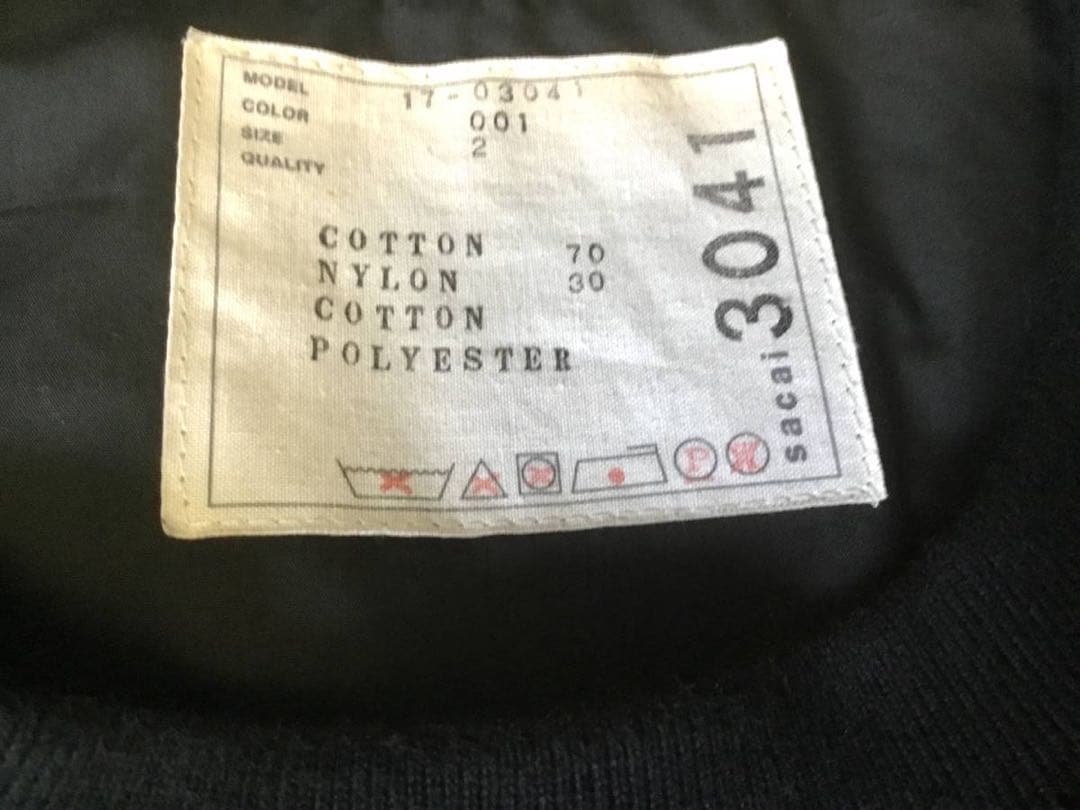 MODEL 17-03041
COLOR 001
SIZE 2
QUALITY
COTTON 70
NYLON 30
COTTON
POLYESTER
P
sacai 3041